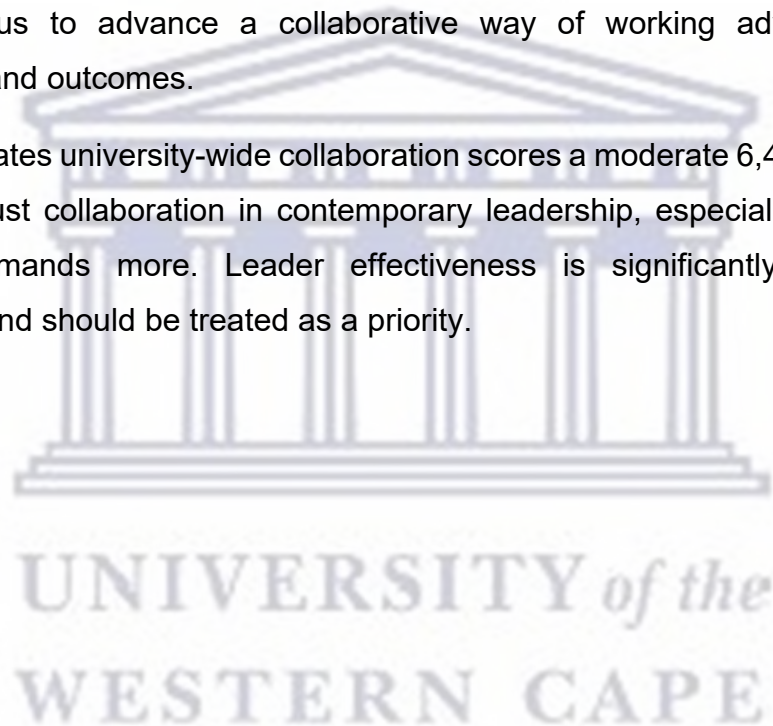 us to advance a collaborative way of working ad
and outcomes.
ates university-wide collaboration scores a moderate 6,4
ust collaboration in contemporary leadership, especial
mands more. Leader effectiveness is significantly
nd should be treated as a priority.
UNIVERSITY of the
WESTERN CAPE